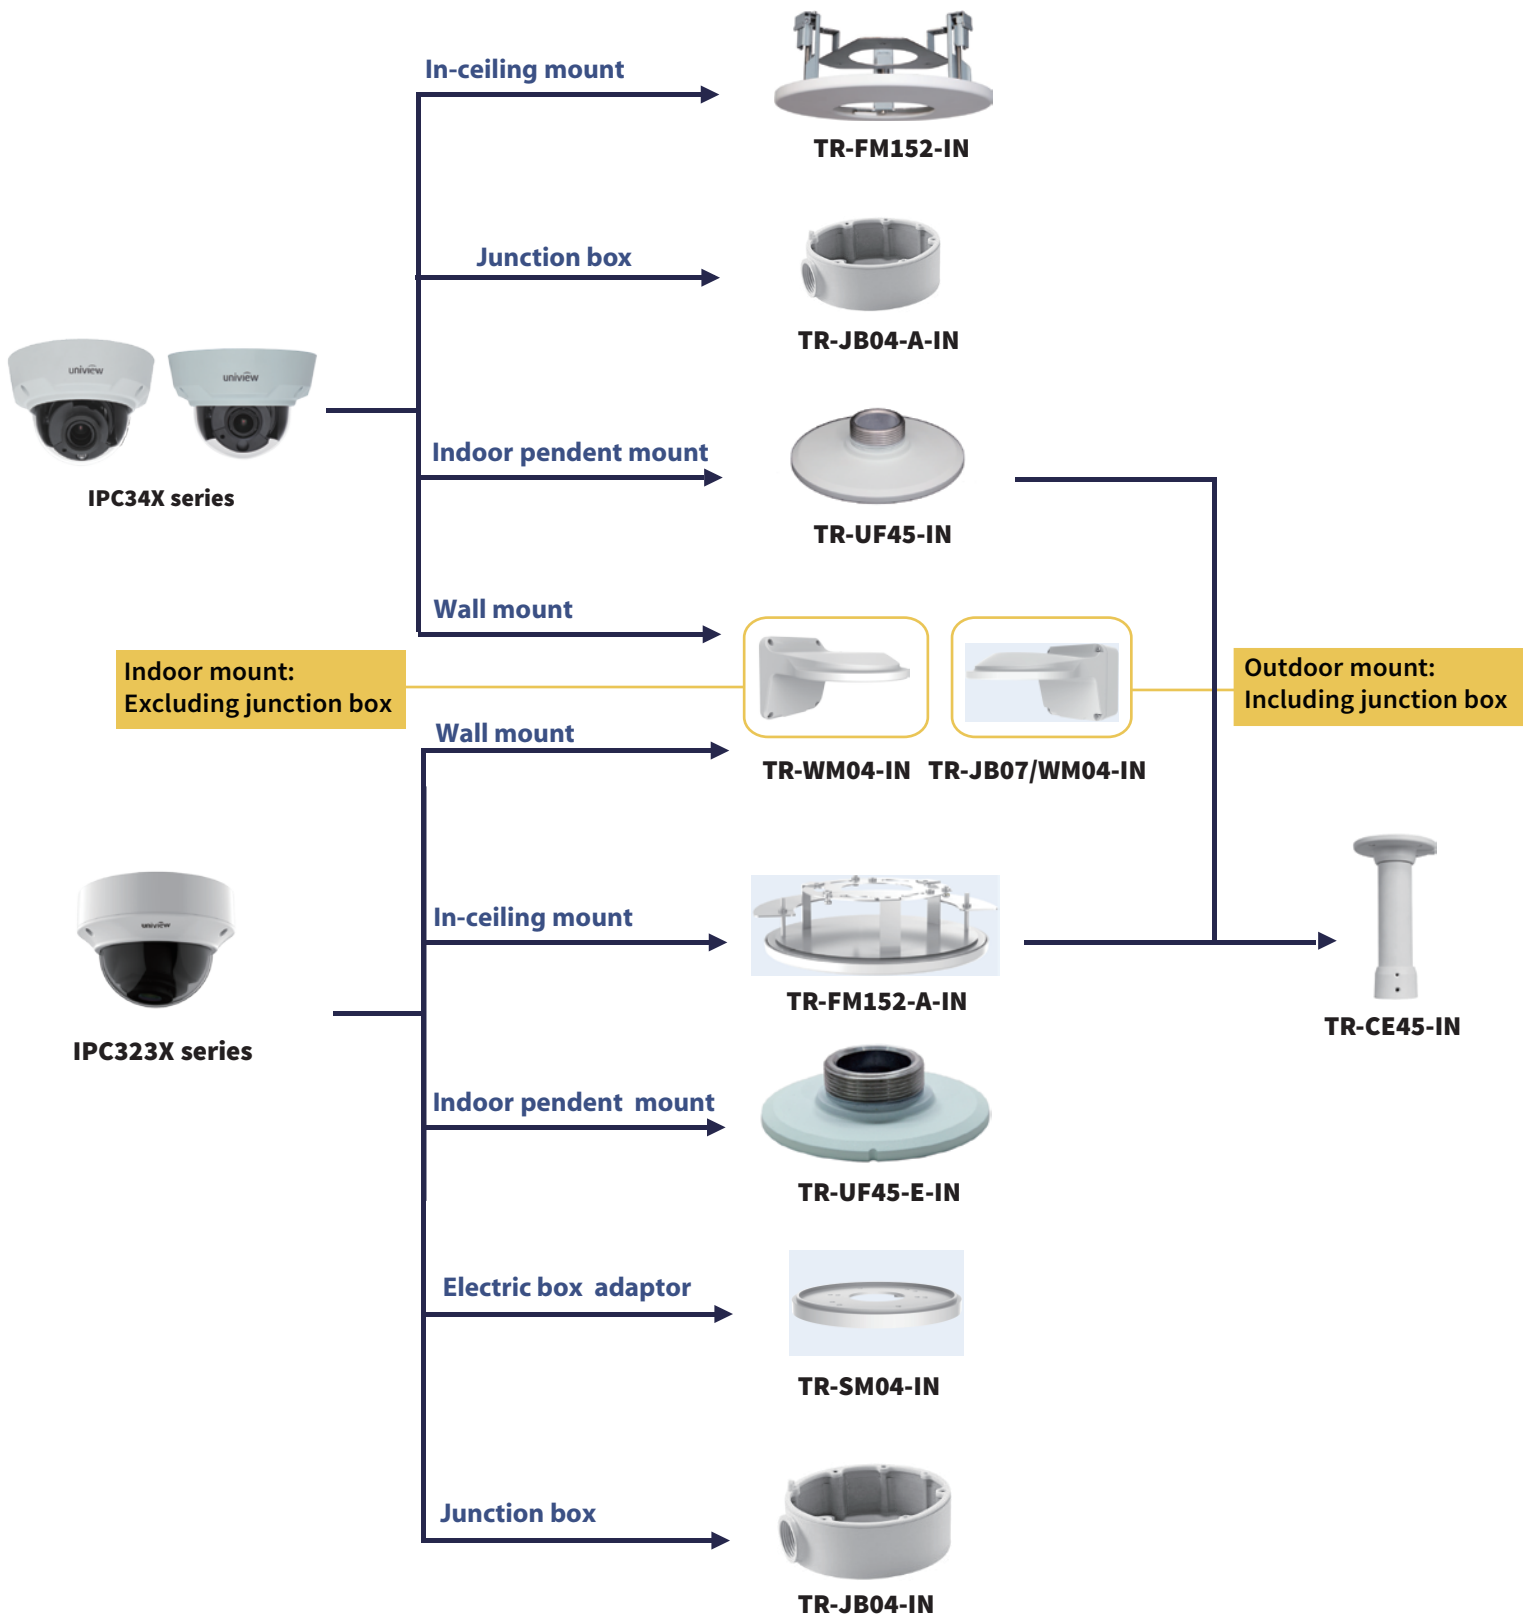 In-ceiling mount
TR-FM152-IN
Junction box
TR-JB04-A-IN
uniview
uniview
IPC34X series
Indoor pendent mount
TR-UF45-IN
Wall mount
Indoor mount:
Excluding junction box
Outdoor mount:
Including junction box
Wall mount
TR-WM04-IN
TR-JB07/WM04-IN
uniview
IPC323X series
In-ceiling mount
TR-FM152-A-IN
TR-CE45-IN
Indoor pendent mount
TR-UF45-E-IN
Electric box adaptor
TR-SM04-IN
Junction box
TR-JB04-IN